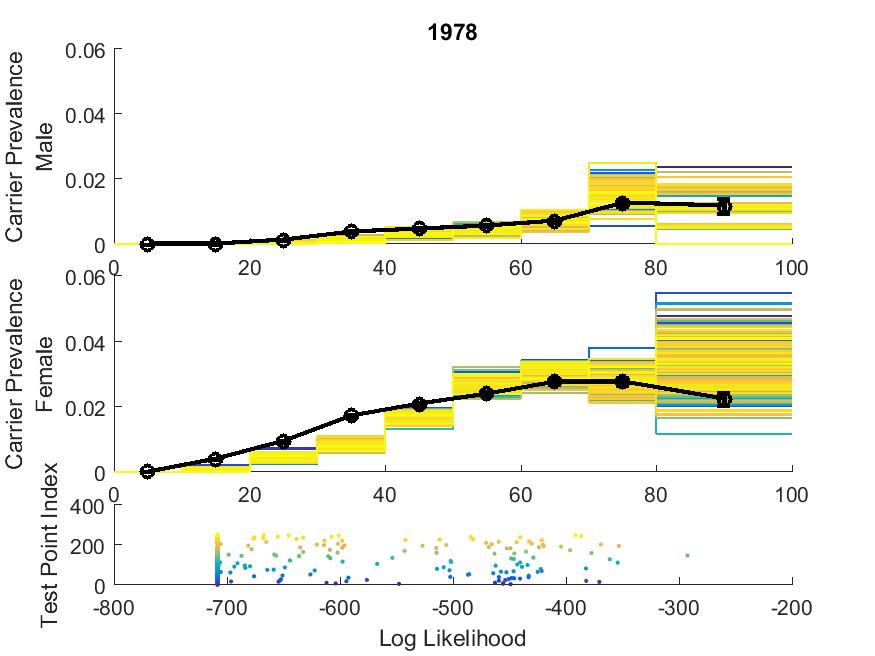 1978
Carrier Prevalence
Male
0.06
0.04
0.02
0
0 20 40 60 80 100
Carrier Prevalence
Female
0.06
0.04
0.02
0
0 20 40 60 80 100
Test Point Index
400
200
0
-800 -700 -600 -500 -400 -300 -200
Log Likelihood